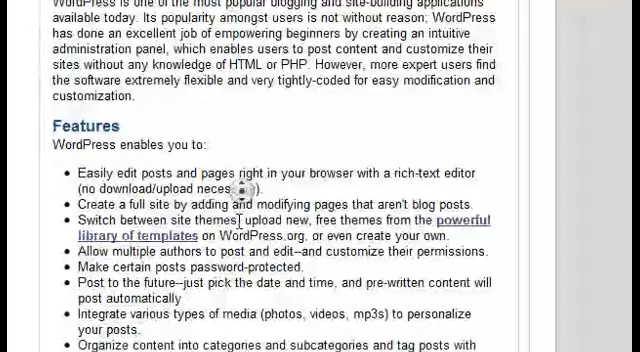 WordPress is one of the most popular blogging and site-building applications
available today. Its popularity amongst users is not without reason; WordPress
has done an excellent job of empowering beginners by creating an intuitive
administration panel, which enables users to post content and customize their
sites without any knowledge of HTML or PHP. However, more expert users find
the software extremely flexible and very tightly-coded for easy modification and
customization.
Features
WordPress enables you to:
Easily edit posts and pages right in your browser with a rich-text editor
(no download/upload neces ).
Create a full site by adding and modifying pages that aren't blog posts.
Switch between site themes; upload new, free themes from the powerful
library of templates on WordPress.org, or even create your own.
Allow multiple authors to post and edit--and customize their permissions.
Make certain posts password-protected.
Post to the future--just pick the date and time, and pre-written content will
post automatically
Integrate various types of media (photos, videos, mp3s) to personalize
your posts.
Organize content into categories and subcategories and tag posts with